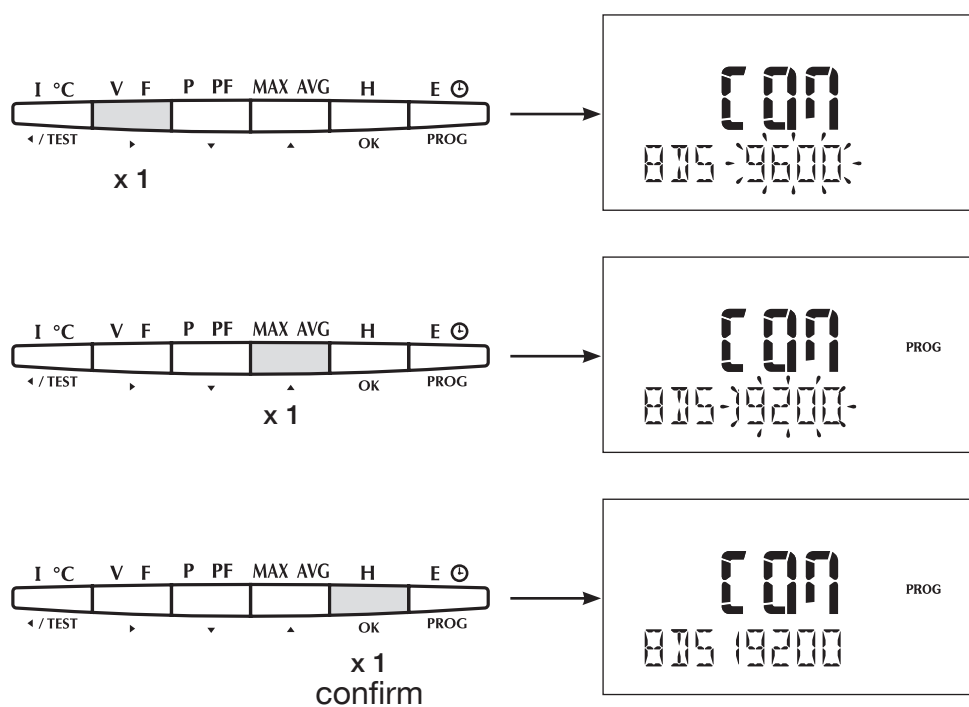 I °C V F P PF MAX AVG H E
/ TEST OK PROG
x 1
COM
BDS 9600
I °C V F P PF MAX AVG H E
/ TEST OK PROG
x 1
COM
PROG
BDS 19200
I °C V F P PF MAX AVG H E
/ TEST OK PROG
x 1
confirm
COM
PROG
BDS 19200